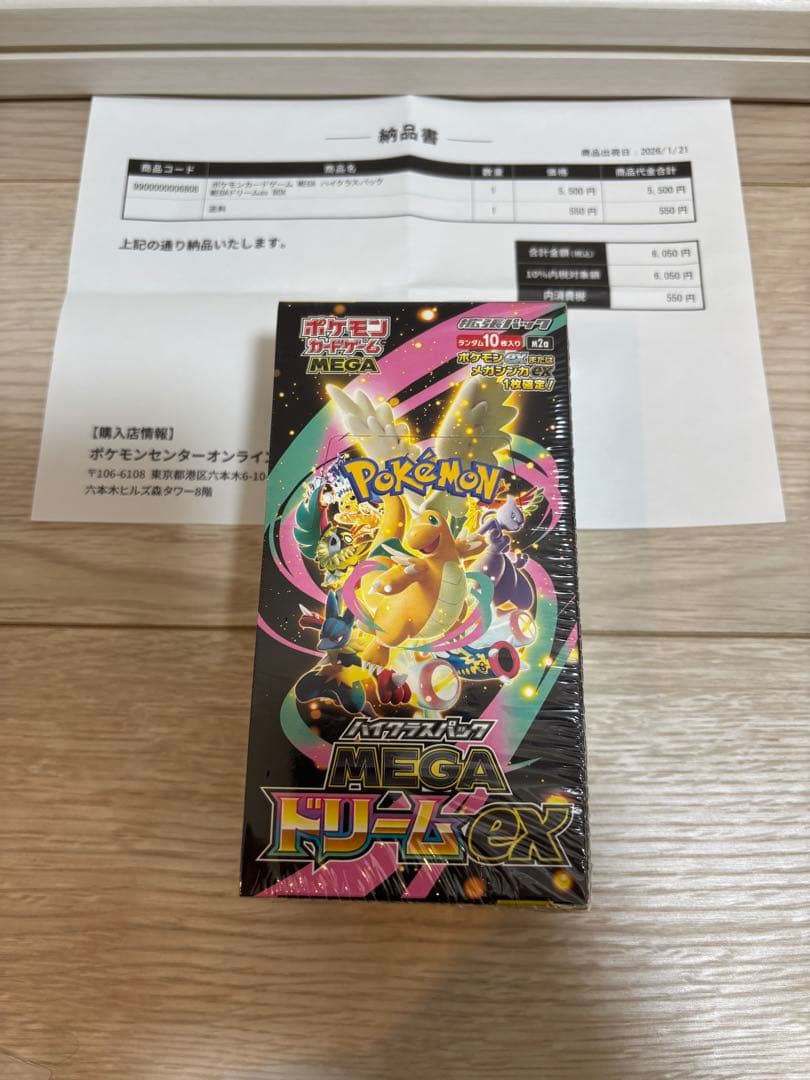 納品書
商品出荷日：2026/1/21
商品コード 商品名 数量 価格 商品代金合計
9900000006808 ポケモンカードゲーム MEGA ハイクラスパック 1 5,500 円 5,500 円
MEGAドリームex BOX
送料 1 550 円 550 円
上記の通り納品いたします。
合計金額(税込) 6,050 円
10%内税対象額 6,050 円
内消費税 550 円
【購入店情報】
ポケモンセンターオンライン
〒106-6108 東京都港区六本木6-10
六本木ヒルズ森タワー8階
ポケモン
カードゲーム
MEGA
拡張パック
ランダム10枚入り M2a
ポケモンexまたは
メガシンカex
1枚確定!
POKÉMON
ハイクラスパック
MEGA
ドリームex